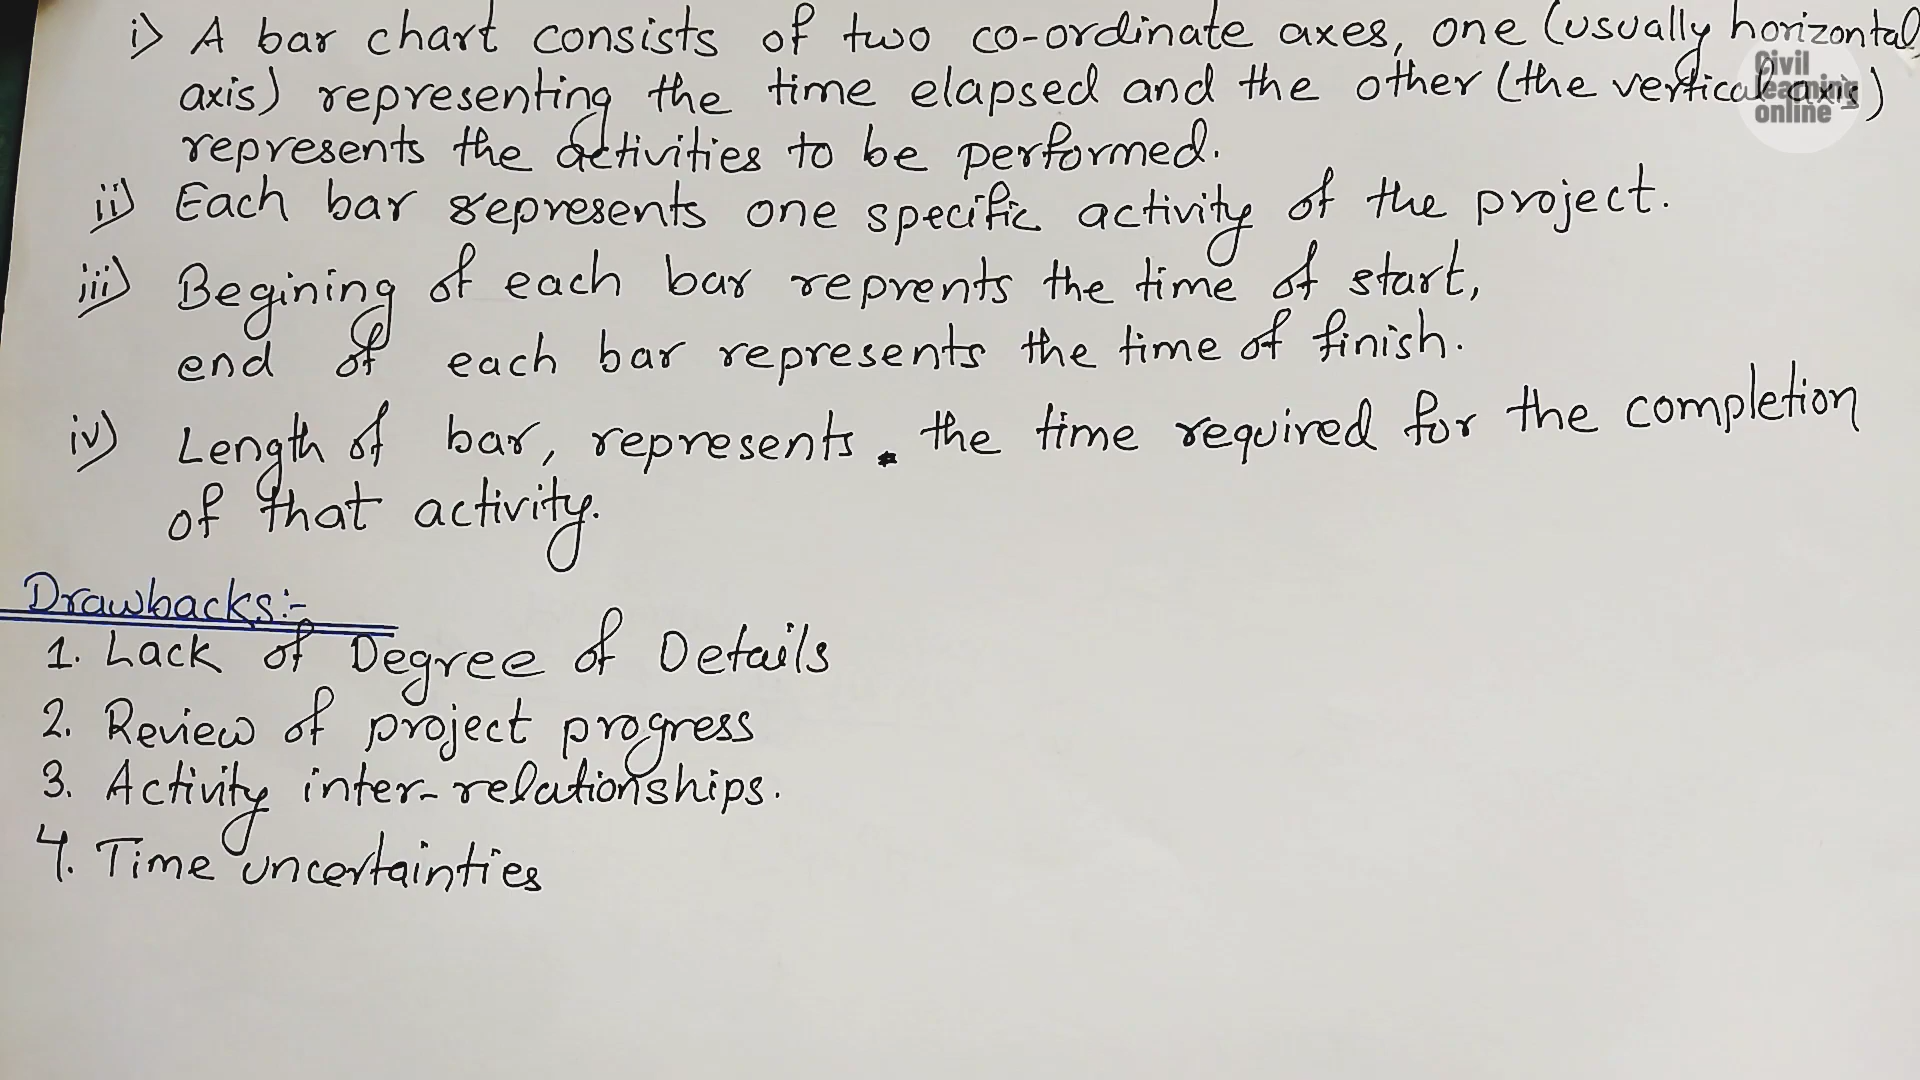 i) A bar chart consists of two co-ordinate axes, one (usually horizontal
axis) representing the time elapsed and the other (the vertical axis)
represents the activities to be performed.
ii) Each bar represents one specific activity of the project.
iii) Begining of each bar reprents the time of start,
end of each bar represents the time of finish.
iv) Length of bar, represents. the time required for the completion
of that activity.
Drawbacks:-
1. Lack of Degree of Details
2. Review of project progress
3. Activity inter-relationships.
4. Time uncertainties
Civil
learning
online